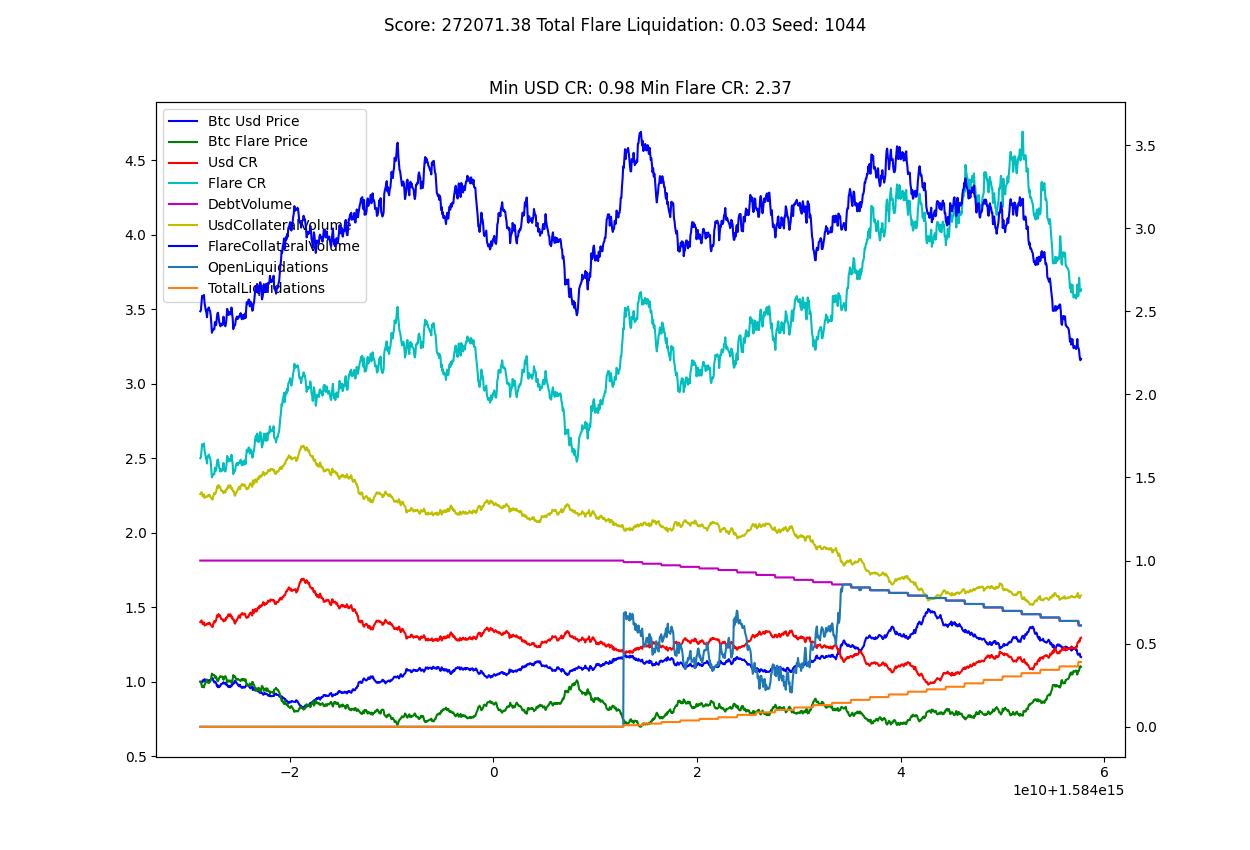 Score: 272071.38 Total Flare Liquidation: 0.03 Seed: 1044
Min USD CR: 0.98 Min Flare CR: 2.37
Btc Usd Price
Btc Flare Price
Usd CR
Flare CR
DebtVolume
UsdCollateralVolume
FlareCollateralVolume
OpenLiquidations
TotalLiquidations
4.5
4.0
3.5
3.0
2.5
2.0
1.5
1.0
0.5
3.5
3.0
2.5
2.0
1.5
1.0
0.5
0.0
−2
0
2
4
6
1e10+1.584e15